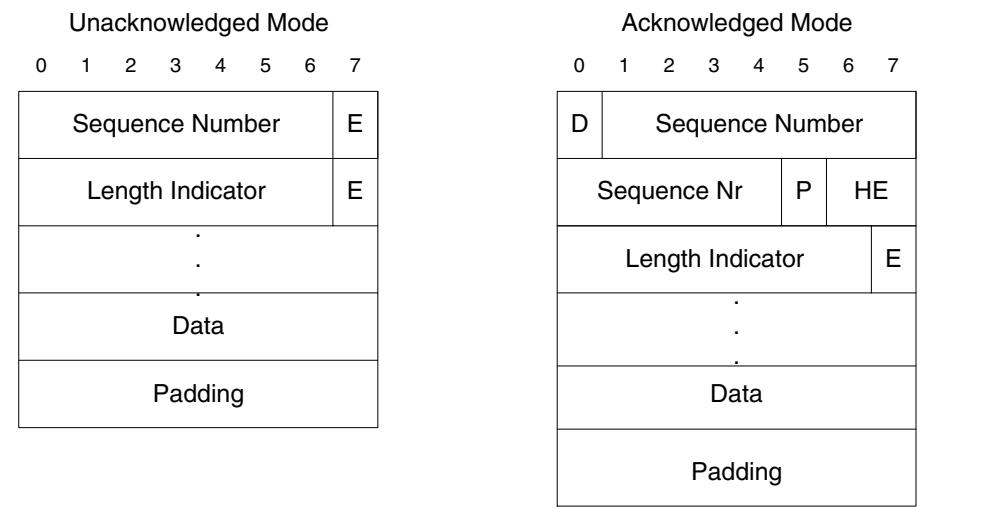 Unacknowledged Mode
0 1 2 3 4 5 6 7
Sequence Number E
Length Indicator E
.
.
.
Data
Padding
Acknowledged Mode
0 1 2 3 4 5 6 7
D Sequence Number
Sequence Nr P HE
Length Indicator E
.
.
.
Data
Padding